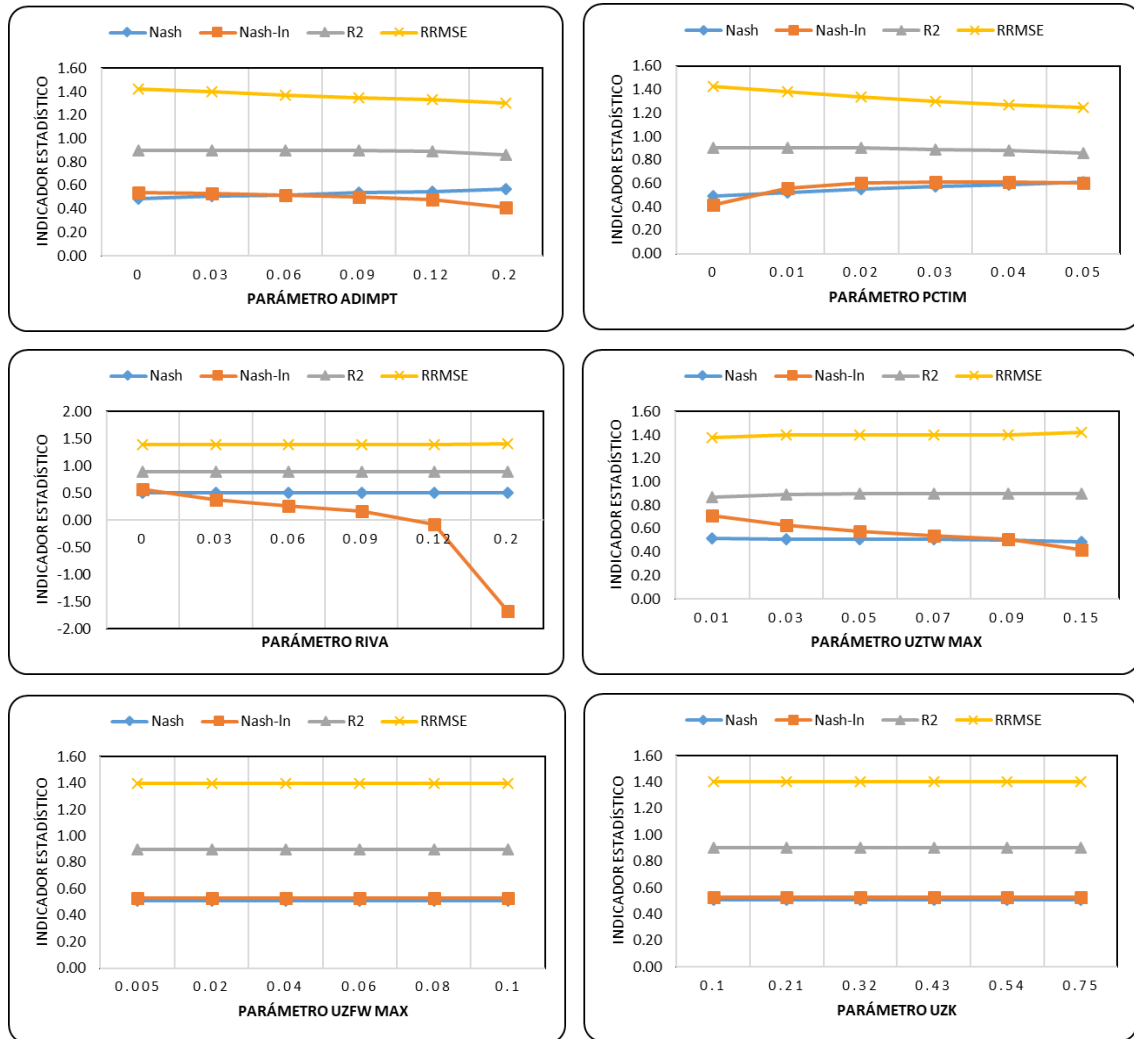 Nash Nash-ln R2 RRMSE
INDICADOR ESTADÍSTICO
1.60
1.40
1.20
1.00
0.80
0.60
0.40
0.20
0.00
0 0.03 0.06 0.09 0.12 0.2
PARÁMETRO ADIMPT
Nash Nash-ln R2 RRMSE
INDICADOR ESTADÍSTICO
1.60
1.40
1.20
1.00
0.80
0.60
0.40
0.20
0.00
0 0.01 0.02 0.03 0.04 0.05
PARÁMETRO PCTIM
Nash Nash-ln R2 RRMSE
INDICADOR ESTADÍSTICO
2.00
1.50
1.00
0.50
0.00
-0.50
-1.00
-1.50
-2.00
0 0.03 0.06 0.09 0.12 0.2
PARÁMETRO RIVA
Nash Nash-ln R2 RRMSE
INDICADOR ESTADÍSTICO
1.60
1.40
1.20
1.00
0.80
0.60
0.40
0.20
0.00
0.01 0.03 0.05 0.07 0.09 0.15
PARÁMETRO UZTW MAX
Nash Nash-ln R2 RRMSE
INDICADOR ESTADÍSTICO
1.60
1.40
1.20
1.00
0.80
0.60
0.40
0.20
0.00
0.005 0.02 0.04 0.06 0.08 0.1
PARÁMETRO UZFW MAX
Nash Nash-ln R2 RRMSE
INDICADOR ESTADÍSTICO
1.60
1.40
1.20
1.00
0.80
0.60
0.40
0.20
0.00
0.1 0.21 0.32 0.43 0.54 0.75
PARÁMETRO UZK